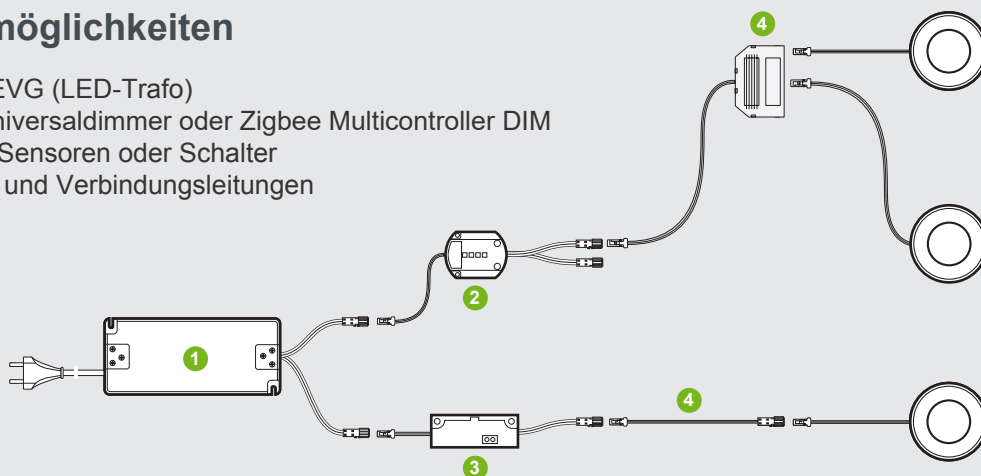 möglichkeiten
EVG (LED-Trafo)
niversaldimmer oder Zigbee Multicontroller DIM
Sensoren oder Schalter
und Verbindungsleitungen
4
2
1
4
3